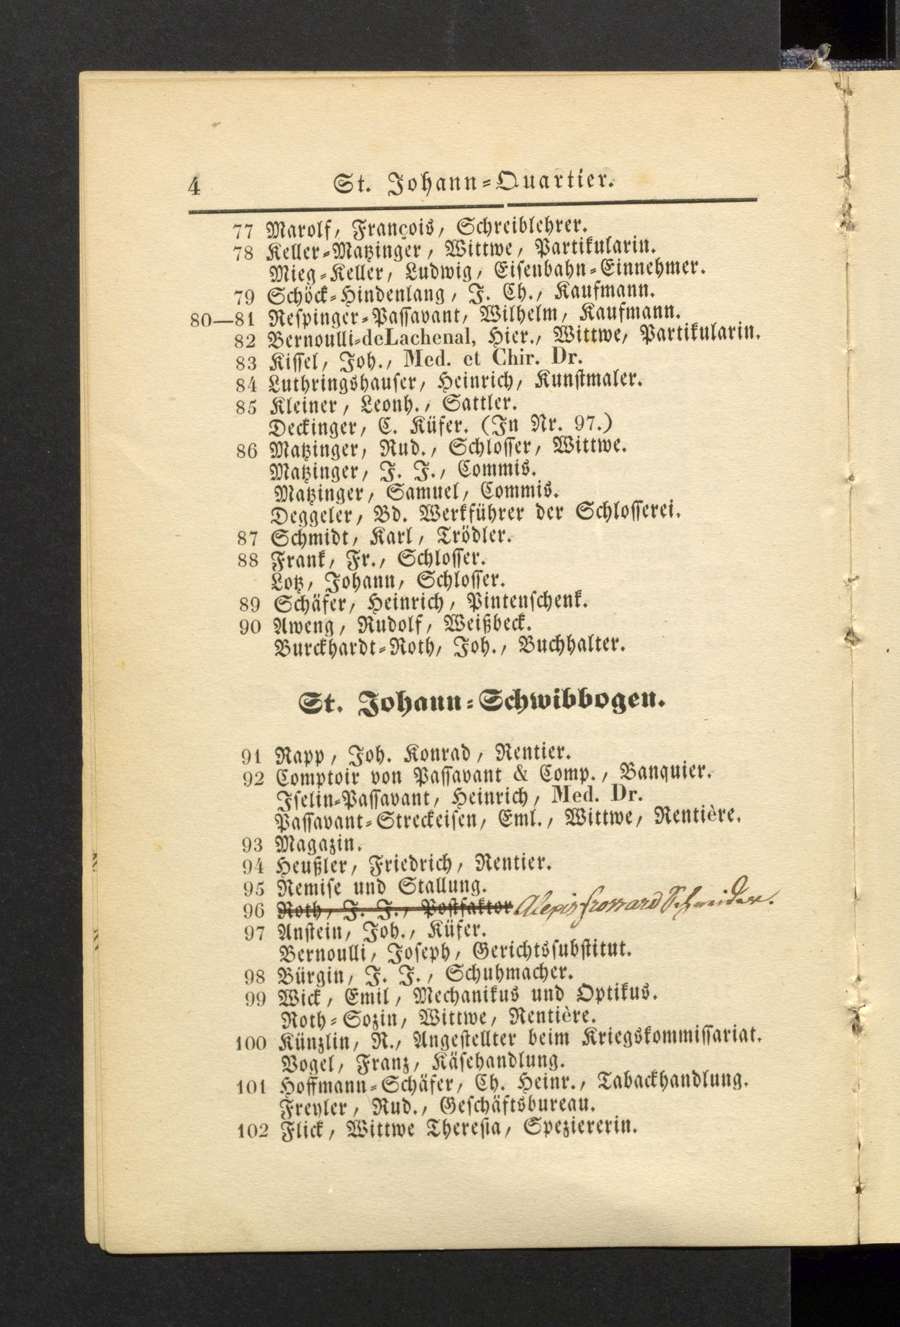 4 St. Johann-Quartier.
77 Marolf, François, Schreiblehrer.
78 Keller-Matzinger, Wittwe, Partikularin.
Mieg-Keller, Ludwig, Eisenbahn-Einnehmer.
79 Schöck-Hindenlang, J. Ch., Kaufmann.
80—81 Respinger-Passavant, Wilhelm, Kaufmann.
82 Bernoulli-deLachenal, Hier., Wittwe, Partikularin.
83 Kissel, Joh., Med. et Chir. Dr.
84 Luthringshauser, Heinrich, Kunstmaler.
85 Kleiner, Leonh., Sattler.
Deckinger, C. Küfer. (In Nr. 97.)
86 Matzinger, Rud., Schlosser, Wittwe.
Matzinger, J. J., Commis.
Matzinger, Samuel, Commis.
Deggeler, Bd. Werkführer der Schlosserei.
87 Schmidt, Karl, Trödler.
88 Frank, Fr., Schlosser.
Lotz, Johann, Schlosser.
89 Schäfer, Heinrich, Pintenschenk.
90 Aweng, Rudolf, Weißbeck.
Burckhardt-Roth, Joh., Buchhalter.
St. Johann-Schwibbogen.
91 Rapp, Joh. Konrad, Rentier.
92 Comptoir von Passavant & Comp., Banquier.
Iselin-Passavant, Heinrich, Med. Dr.
Passavant-Streckeisen, Eml., Wittwe, Rentière.
93 Magazin.
94 Heußler, Friedrich, Rentier.
95 Remise und Stallung.
96 Roth, J. J., Postfaktor Alexis Schneider.
97 Anstein, Joh., Küfer.
Bernoulli, Joseph, Gerichtssubstitut.
98 Bürgin, J. J., Schuhmacher.
99 Wick, Emil, Mechanikus und Optikus.
Roth-Sozin, Wittwe, Rentière.
100 Künzlin, R., Angestellter beim Kriegskommissariat.
Vogel, Franz, Käsehandlung.
101 Hoffmann-Schäfer, Ch. Heinr., Tabackhandlung.
Freyler, Rud., Geschäftsbureau.
102 Flick, Wittwe Theresia, Speziererin.